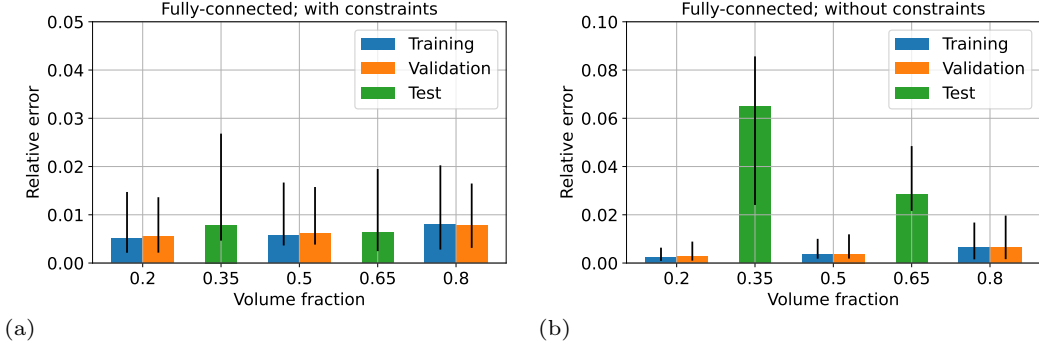 Fully-connected; with constraints
0.05
0.04
0.03
0.02
0.01
0.00
Relative error
Training
Validation
Test
0.2 0.35 0.5 0.65 0.8
Volume fraction
(a)
Fully-connected; without constraints
0.10
0.08
0.06
0.04
0.02
0.00
Relative error
Training
Validation
Test
0.2 0.35 0.5 0.65 0.8
Volume fraction
(b)